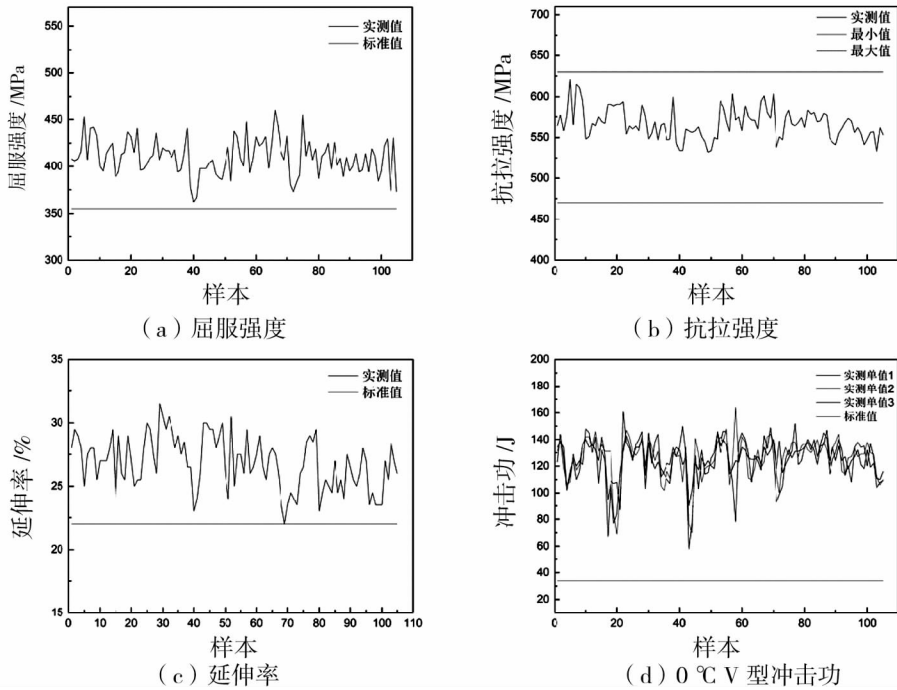 550
500
450
400
350
300
0 20 40 60 80 100
屈服强度 /MPa
样本
实测值
标准值
(a)屈服强度
700
650
600
550
500
450
400
0 20 40 60 80 100
抗拉强度 /MPa
样本
实测值
最小值
最大值
(b)抗拉强度
35
31
27
25
23
21
15
0 10 20 30 40 50 60 70 80 90 100 110
延伸率 /%
样本
实测值
标准值
(c)延伸率
200
180
160
140
120
100
80
60
40
20
0
0 20 40 60 80 100
冲击功 /J
样本
实测单值1
实测单值2
实测单值3
标准值
(d)0 ℃ V 型冲击功